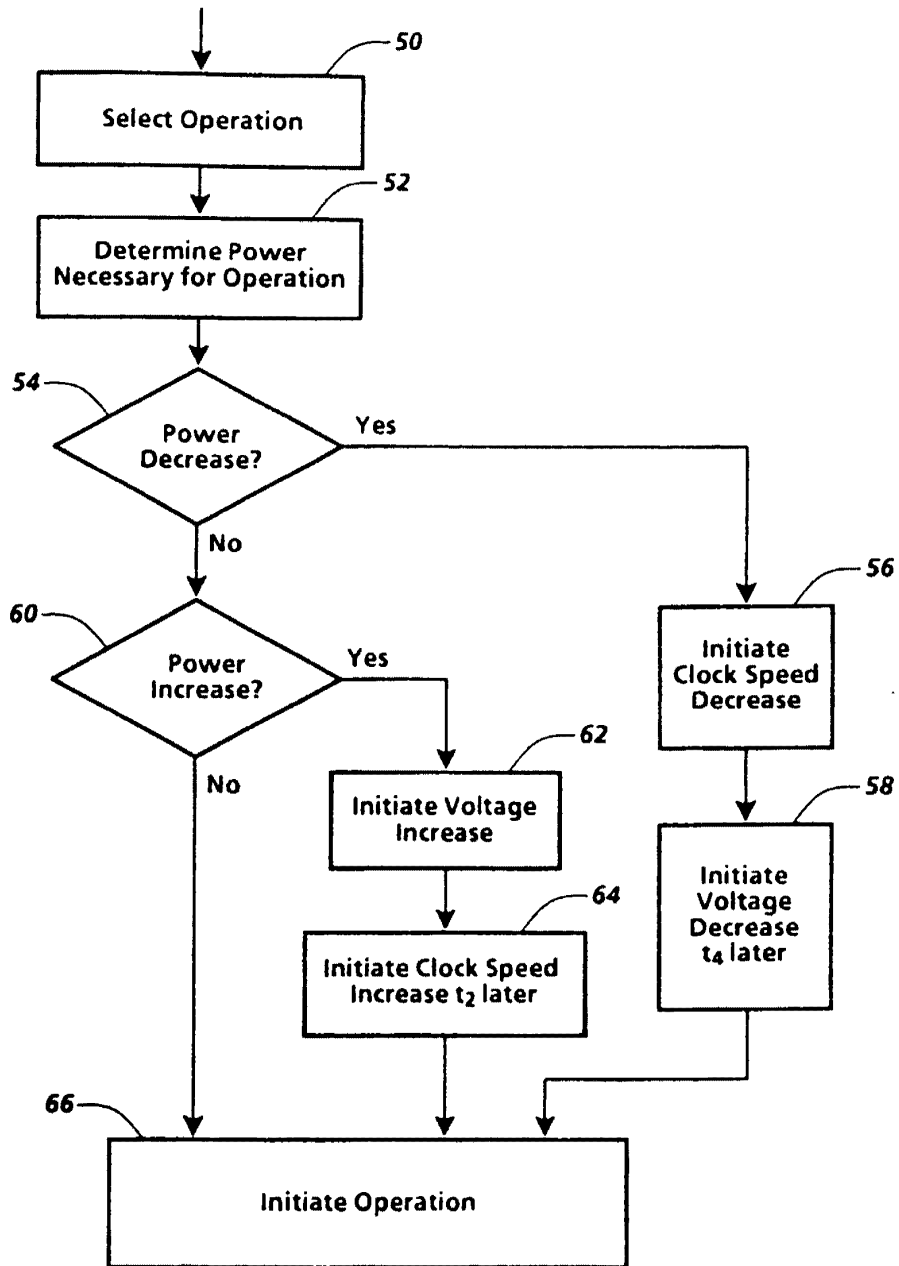 50
Select Operation
52
Determine Power
Necessary for Operation
54
Power
Decrease?
Yes
No
56
Initiate
Clock Speed
Decrease
60
Power
Increase?
Yes
No
62
Initiate Voltage
Increase
58
Initiate
Voltage
Decrease
t4 later
64
Initiate Clock Speed
Increase t2 later
66
Initiate Operation